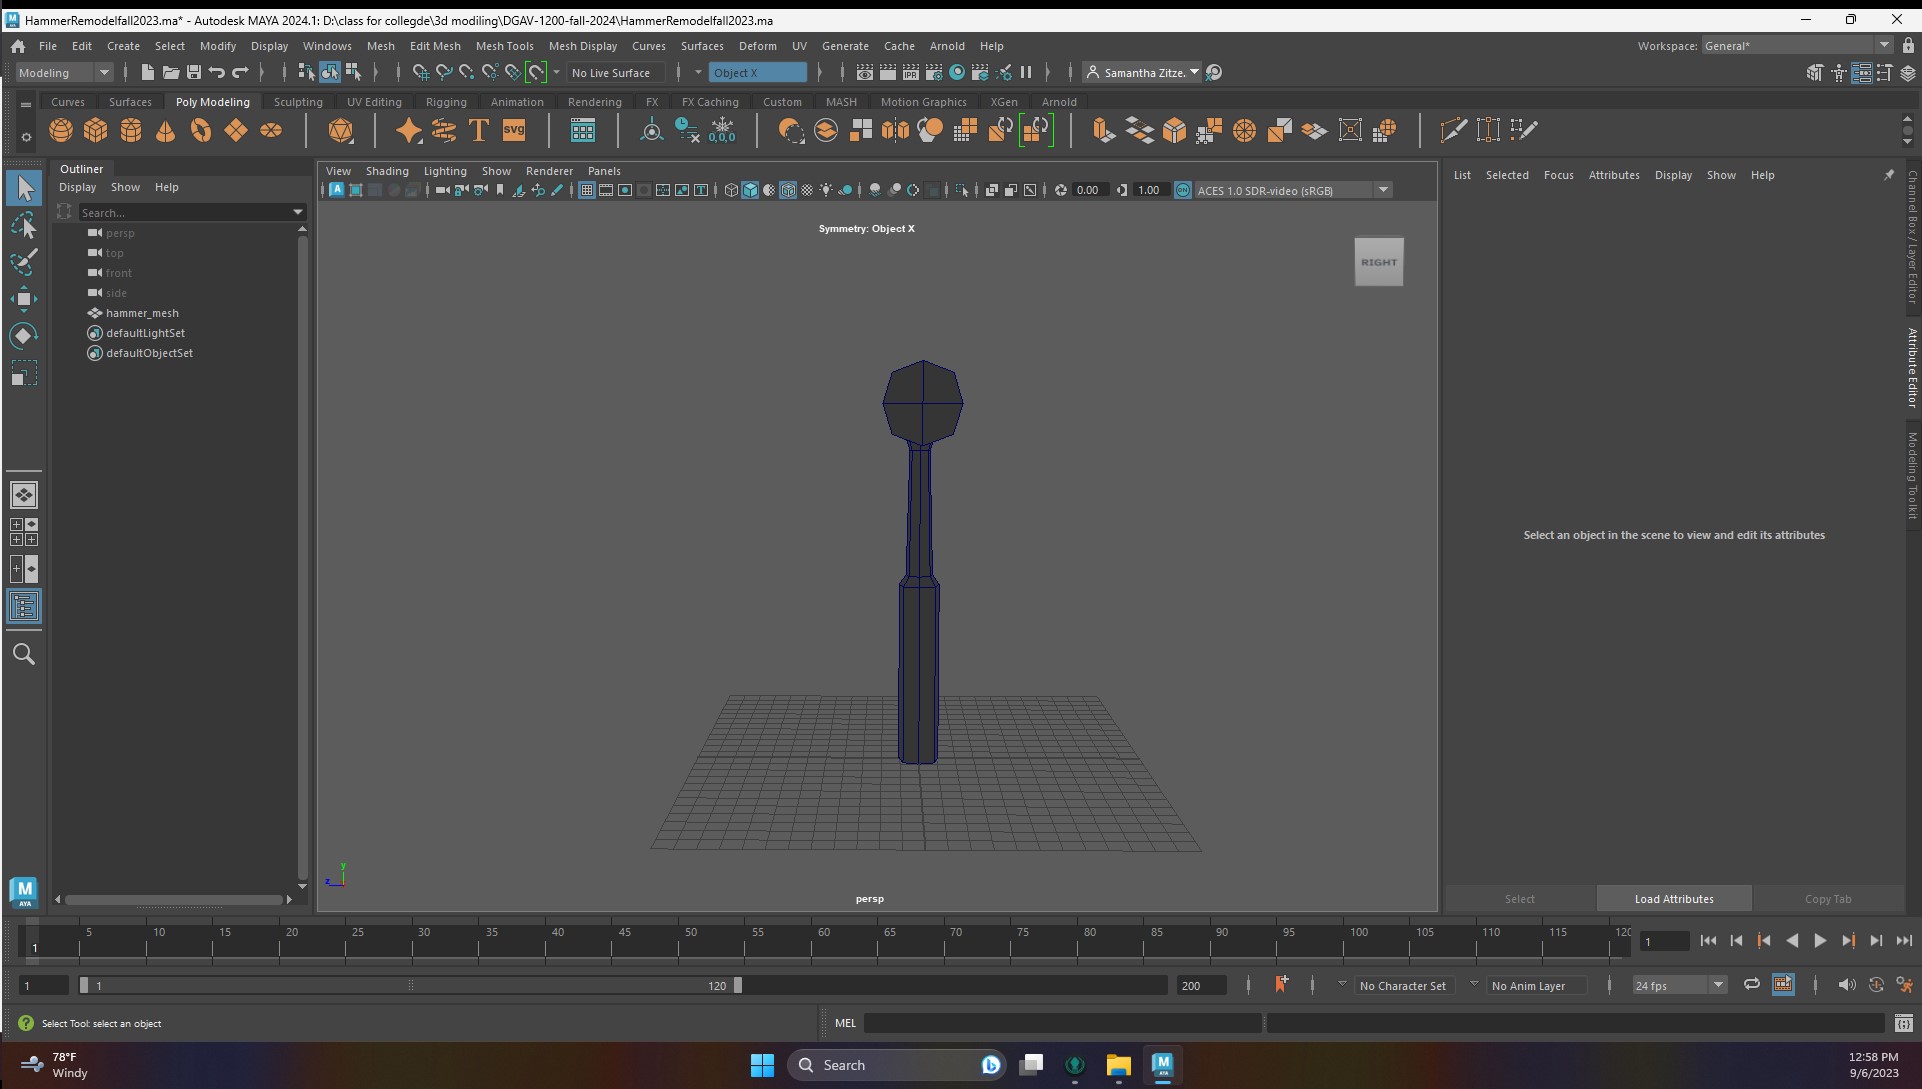 HammerRemodelfall2023.ma* - Autodesk MAYA 2024.1: D:\class for collegde\3d modiling\DGAV-1200-fall-2024\HammerRemodelfall2023.ma
File Edit Create Select Modify Display Windows Mesh Edit Mesh Mesh Tools Mesh Display Curves Surfaces Deform UV Generate Cache Arnold Help
Workspace: General*
Modeling
No Live Surface
Object X
IPR
Samantha Zitze.
Curves Surfaces Poly Modeling Sculpting UV Editing Rigging Animation Rendering FX FX Caching Custom MASH Motion Graphics XGen Arnold
T SVG 0,0,0
Outliner
Display Show Help
Search...
persp
top
front
side
hammer_mesh
defaultLightSet
defaultObjectSet
View Shading Lighting Show Renderer Panels
0.00 1.00 ON ACES 1.0 SDR-video (sRGB)
Symmetry: Object X
RIGHT
y
z
persp
List Selected Focus Attributes Display Show Help
Select an object in the scene to view and edit its attributes
Select Load Attributes Copy Tab
Channel Box / Layer Editor
Attribute Editor
Modeling Toolkit
M
AYA
1 5 10 15 20 25 30 35 40 45 50 55 60 65 70 75 80 85 90 95 100 105 110 115 120
1
1 1 120 200
No Character Set
No Anim Layer
24 fps
Select Tool: select an object
MEL
78°F
Windy
Search
M
AYA
12:58 PM
9/6/2023